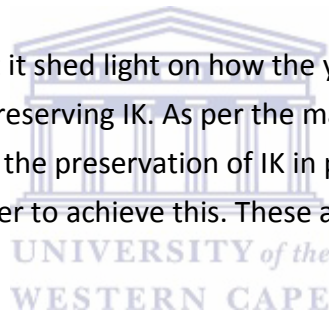 it shed light on how the
reserving IK. As per the
the preservation of IK in
er to achieve this. These
UNIVERSITY of the
WESTERN CAPE